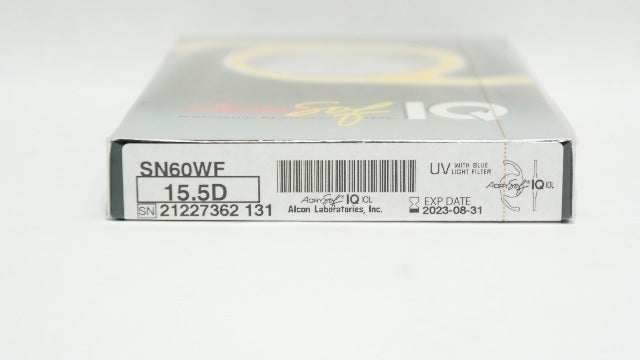 AcrySof IQ
SN60WF
15.5D
SN 21227362 131
AcrySof IQ IOL
Alcon Laboratories, Inc.
UV WITH BLUE
LIGHT FILTER
EXP DATE
2023-08-31
AcrySof IQ IOL